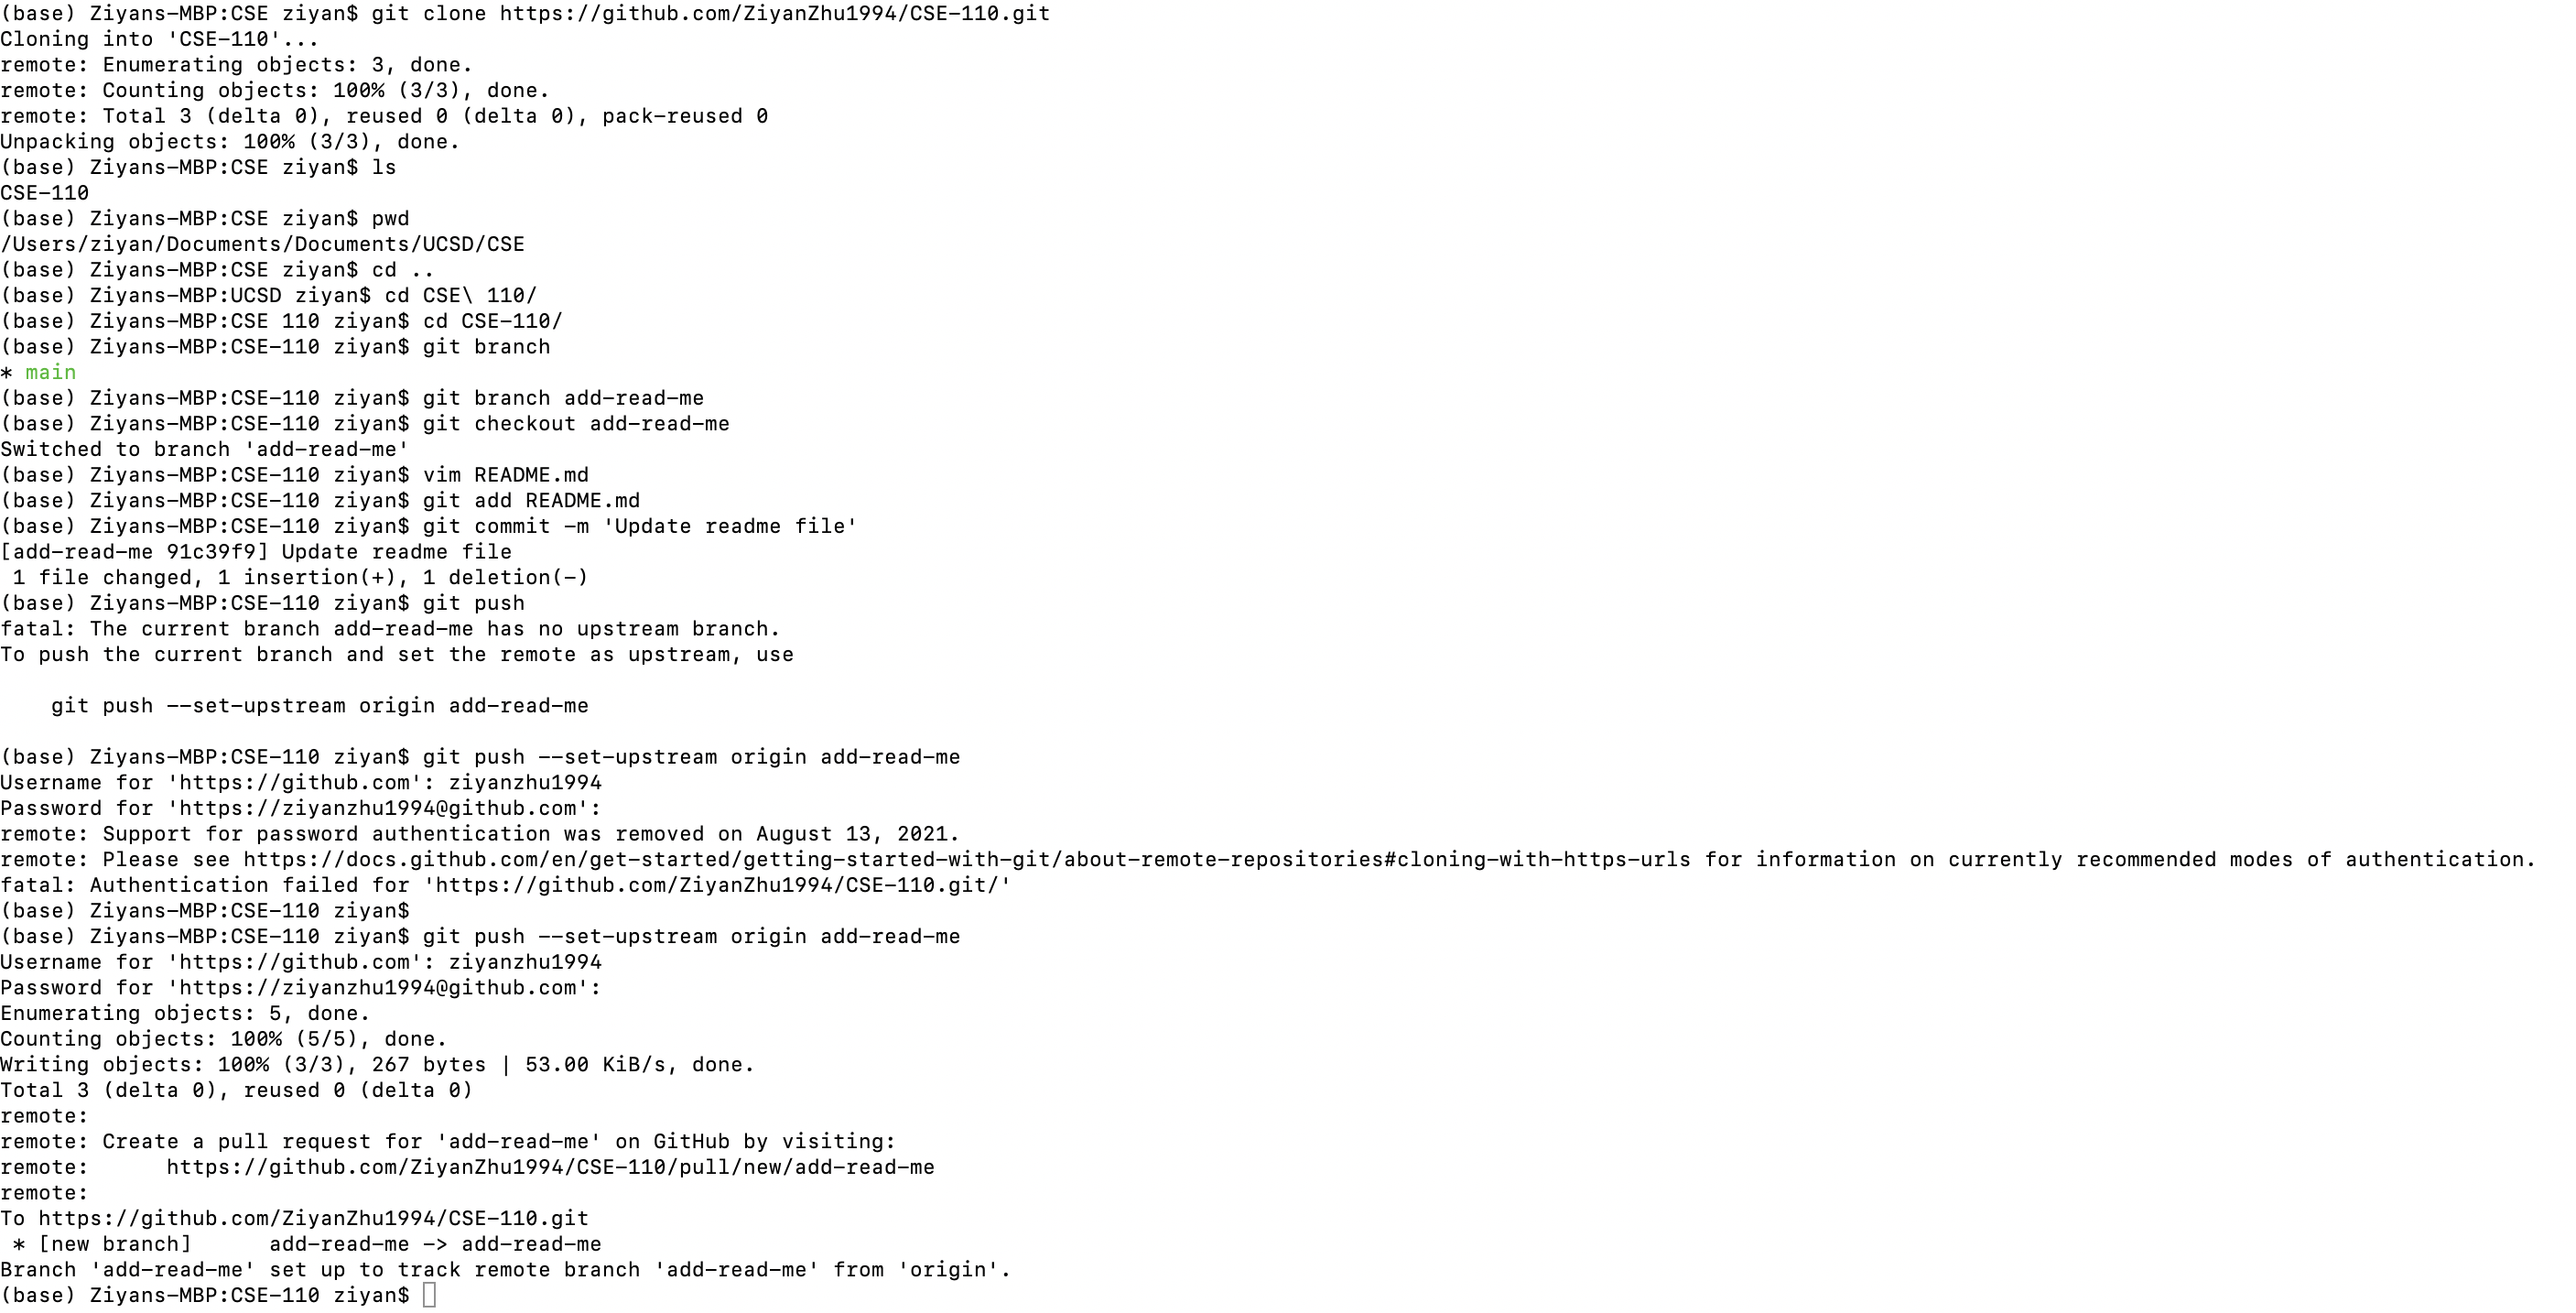 (base) Ziyans-MBP:CSE ziyan$ git clone https://github.com/ZiyanZhu1994/CSE-110.git
Cloning into 'CSE-110'...
remote: Enumerating objects: 3, done.
remote: Counting objects: 100% (3/3), done.
remote: Total 3 (delta 0), reused 0 (delta 0), pack-reused 0
Unpacking objects: 100% (3/3), done.
(base) Ziyans-MBP:CSE ziyan$ ls
CSE-110
(base) Ziyans-MBP:CSE ziyan$ pwd
/Users/ziyan/Documents/Documents/UCSD/CSE
(base) Ziyans-MBP:CSE ziyan$ cd ..
(base) Ziyans-MBP:UCSD ziyan$ cd CSE\ 110/
(base) Ziyans-MBP:CSE 110 ziyan$ cd CSE-110/
(base) Ziyans-MBP:CSE-110 ziyan$ git branch
* main
(base) Ziyans-MBP:CSE-110 ziyan$ git branch add-read-me
(base) Ziyans-MBP:CSE-110 ziyan$ git checkout add-read-me
Switched to branch 'add-read-me'
(base) Ziyans-MBP:CSE-110 ziyan$ vim README.md
(base) Ziyans-MBP:CSE-110 ziyan$ git add README.md
(base) Ziyans-MBP:CSE-110 ziyan$ git commit -m 'Update readme file'
[add-read-me 91c39f9] Update readme file
 1 file changed, 1 insertion(+), 1 deletion(-)
(base) Ziyans-MBP:CSE-110 ziyan$ git push
fatal: The current branch add-read-me has no upstream branch.
To push the current branch and set the remote as upstream, use

    git push --set-upstream origin add-read-me

(base) Ziyans-MBP:CSE-110 ziyan$ git push --set-upstream origin add-read-me
Username for 'https://github.com': ziyanzhu1994
Password for 'https://ziyanzhu1994@github.com':
remote: Support for password authentication was removed on August 13, 2021.
remote: Please see https://docs.github.com/en/get-started/getting-started-with-git/about-remote-repositories#cloning-with-https-urls for information on currently recommended modes of authentication.
fatal: Authentication failed for 'https://github.com/ZiyanZhu1994/CSE-110.git/'
(base) Ziyans-MBP:CSE-110 ziyan$
(base) Ziyans-MBP:CSE-110 ziyan$ git push --set-upstream origin add-read-me
Username for 'https://github.com': ziyanzhu1994
Password for 'https://ziyanzhu1994@github.com':
Enumerating objects: 5, done.
Counting objects: 100% (5/5), done.
Writing objects: 100% (3/3), 267 bytes | 53.00 KiB/s, done.
Total 3 (delta 0), reused 0 (delta 0)
remote:
remote: Create a pull request for 'add-read-me' on GitHub by visiting:
remote:      https://github.com/ZiyanZhu1994/CSE-110/pull/new/add-read-me
remote:
To https://github.com/ZiyanZhu1994/CSE-110.git
 * [new branch]      add-read-me -> add-read-me
Branch 'add-read-me' set up to track remote branch 'add-read-me' from 'origin'.
(base) Ziyans-MBP:CSE-110 ziyan$